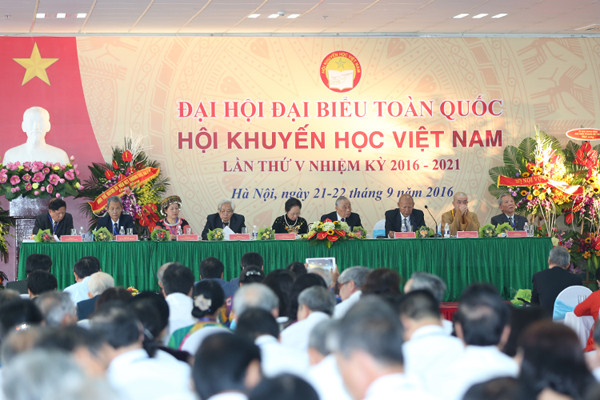 ĐẠI HỘI ĐẠI BIỂU TOÀN QUỐC
HỘI KHUYẾN HỌC VIỆT NAM
LẦN THỨ V NHIỆM KỲ 2016 - 2021
Hà Nội, ngày 21-22 tháng 9 năm 2016